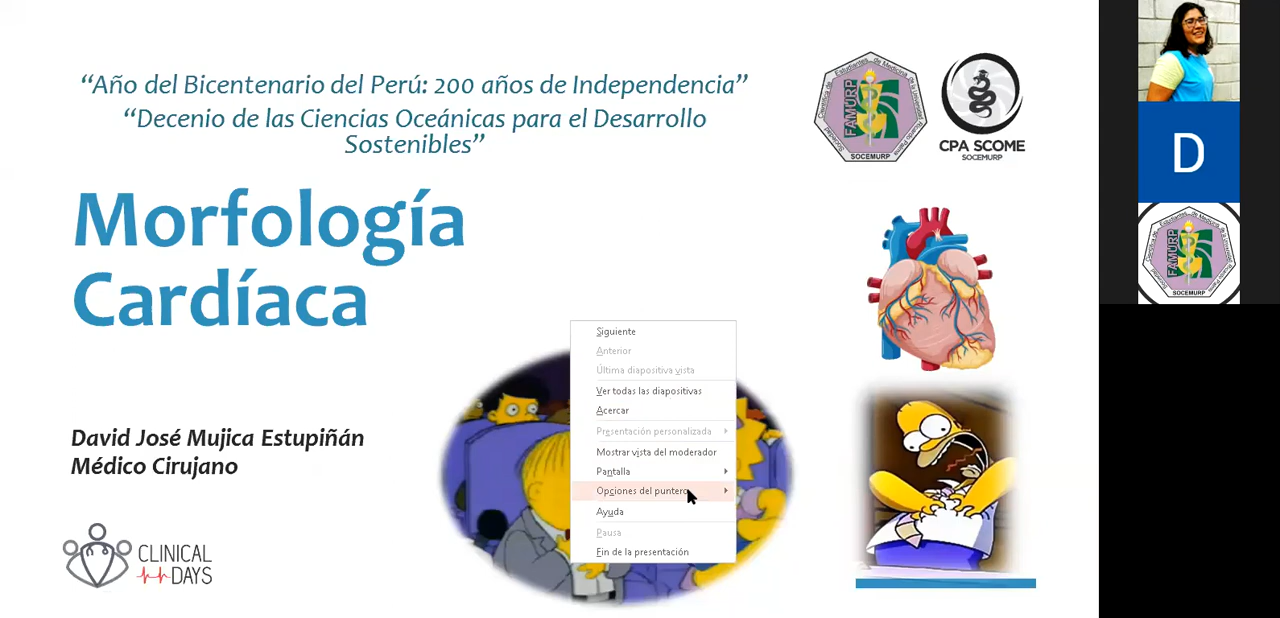 “Año del Bicentenario del Perú: 200 años de Independencia”
“Decenio de las Ciencias Oceánicas para el Desarrollo
Sostenibles”
FAMURP
SOCEMURP
CPA SCOME
SOCEMURP
Morfología
Cardíaca
David José Mujica Estupiñán
Médico Cirujano
CLINICAL
DAYS
Siguiente
Anterior
Última diapositiva vista
Ver todas las diapositivas
Acercar
Presentación personalizada
Mostrar vista del moderador
Pantalla
Opciones del puntero
Ayuda
Pausa
Fin de la presentación
D
FAMURP
SOCEMURP